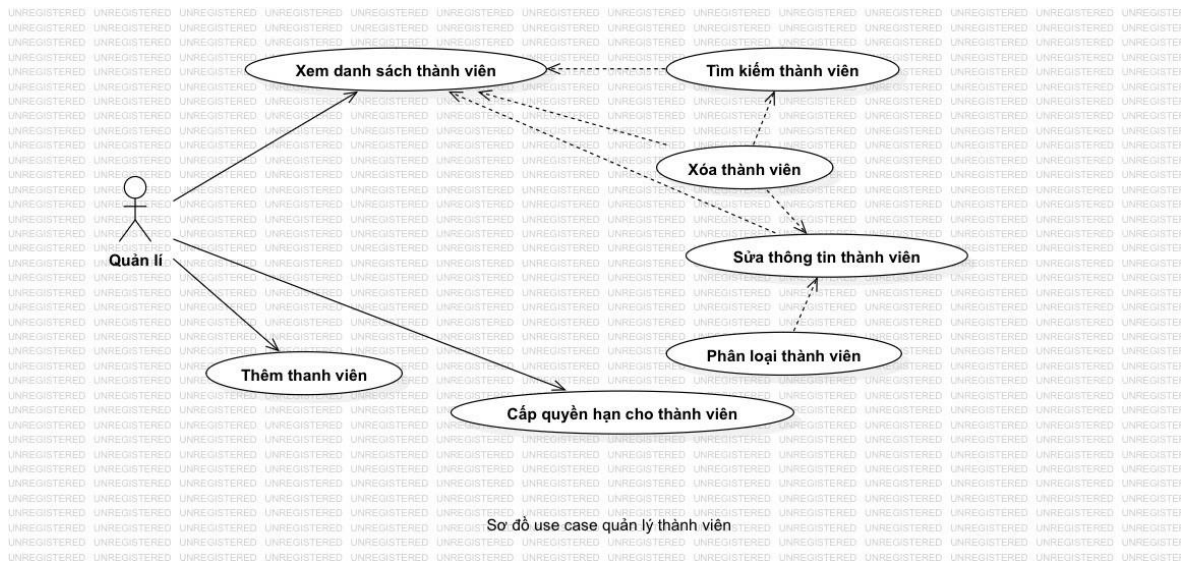 Xem danh sách thành viên
Tìm kiếm thành viên
Xóa thành viên
Quản lí
Sửa thông tin thành viên
Phân loại thành viên
Thêm thanh viên
Cấp quyền hạn cho thành viên
Sơ đồ use case quản lý thành viên
UNREGISTERED